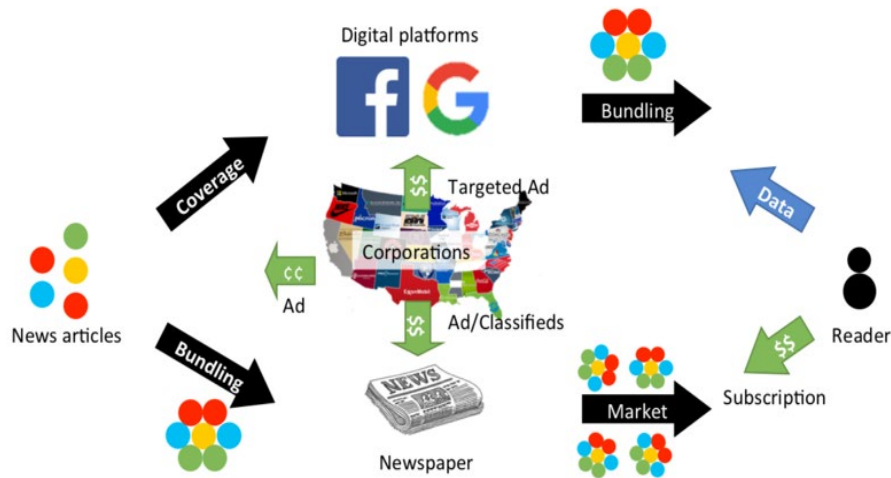 Digital platforms
f G
Bundling
Coverage
$$
Targeted Ad
Data
Corporations
¢¢
Ad
News articles
$$
Ad/Classifieds
ExxonMobil
Reader
$$
Subscription
Bundling
NEWS
Market
Newspaper